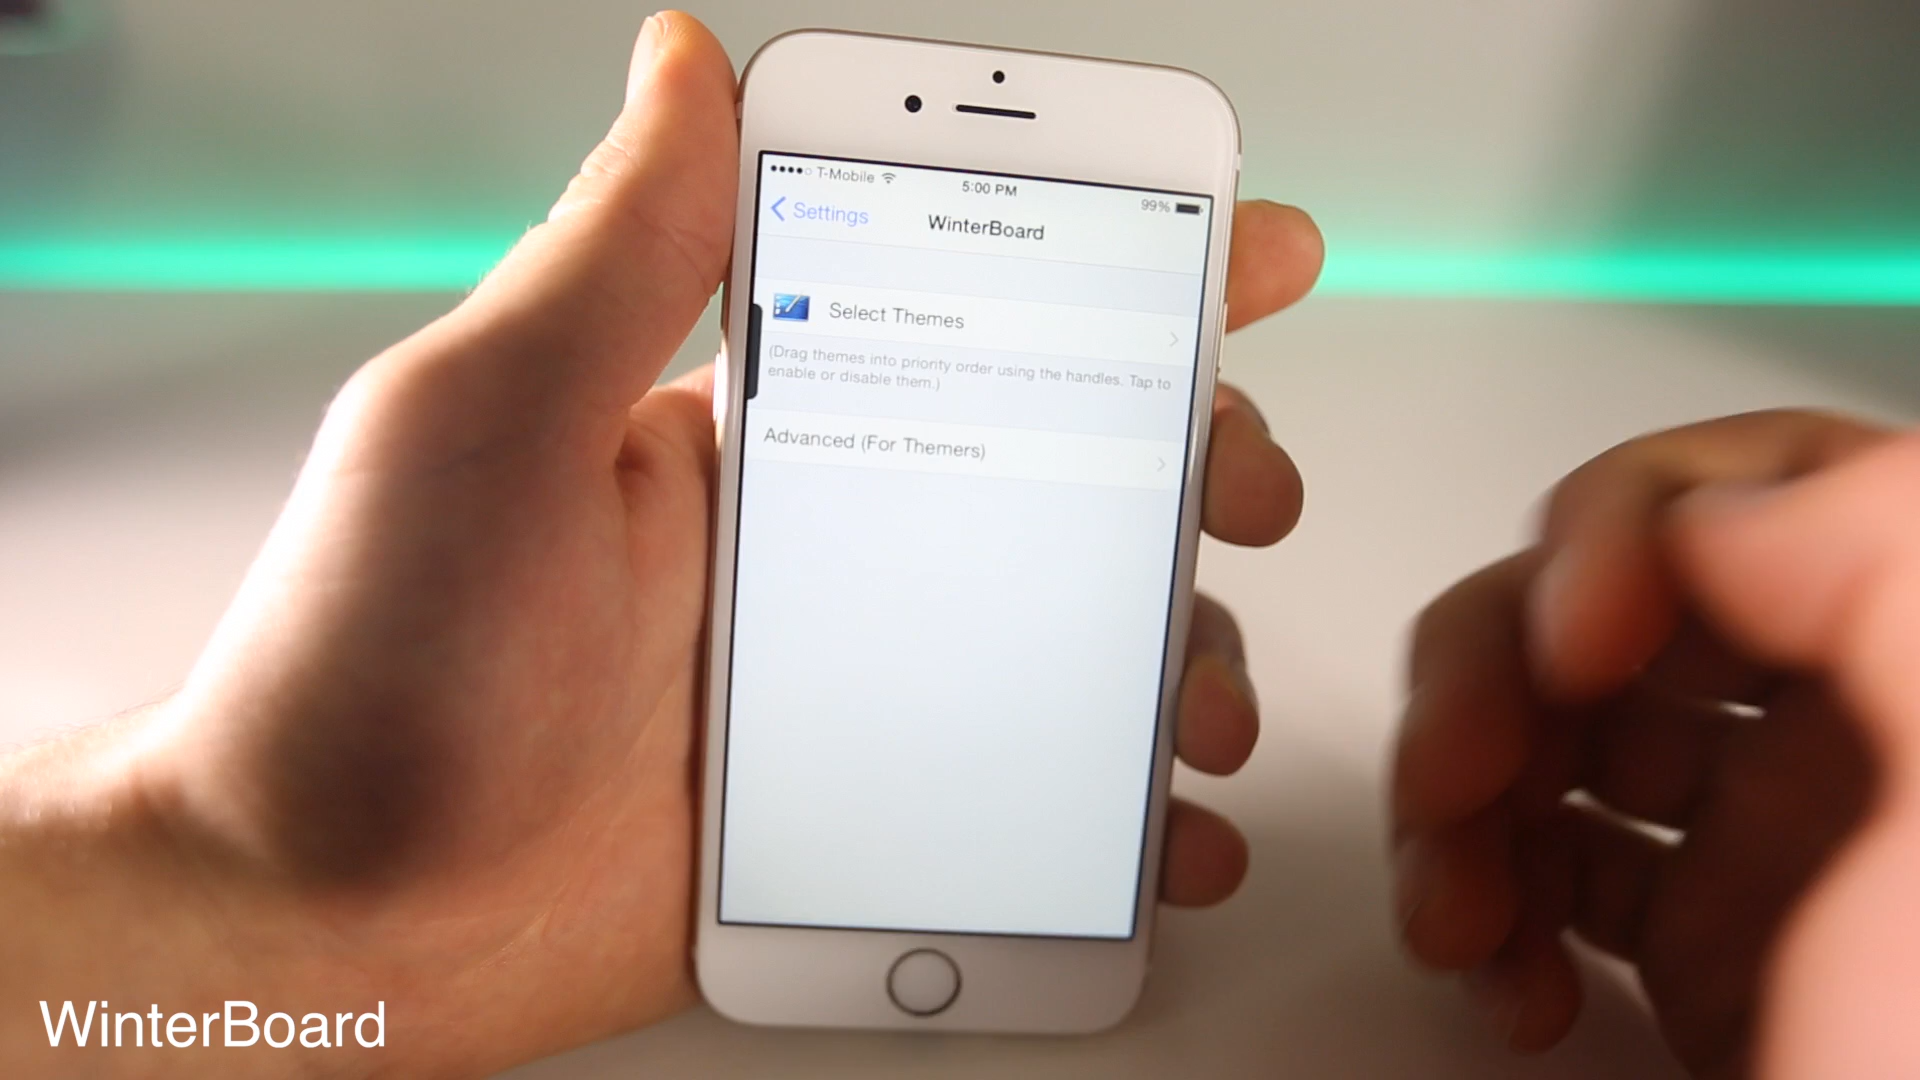 T-Mobile
5:00 PM
99%
Settings
WinterBoard
Select Themes
(Drag themes into priority order using the handles. Tap to
enable or disable them.)
Advanced (For Themers)
WinterBoard